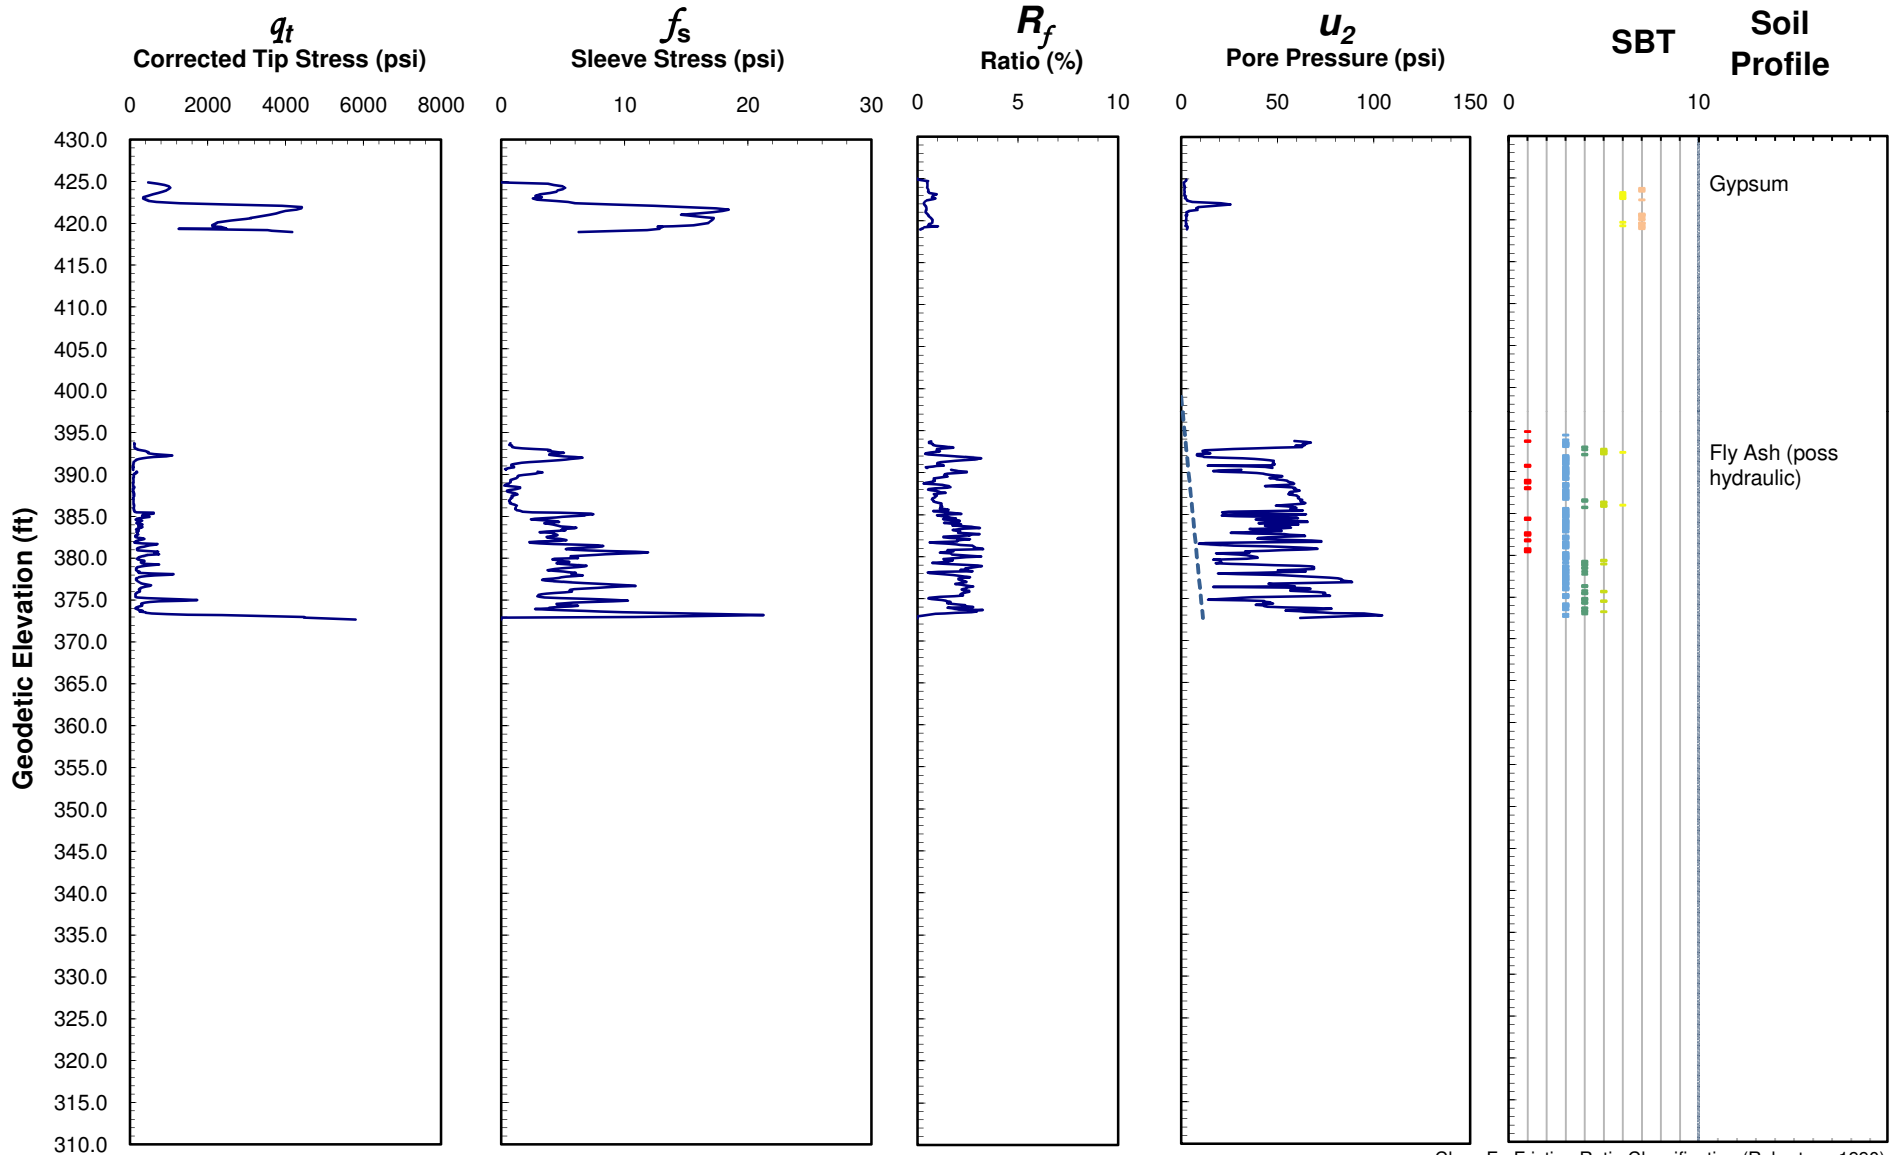 qt
Corrected Tip Stress (psi)
fs
Sleeve Stress (psi)
Rf
Ratio (%)
u2
Pore Pressure (psi)
SBT
Soil
Profile
0 2000 4000 6000 8000
0 10 20 30
0 5 10
0 50 100 150
0 10
Geodetic Elevation (ft)
430.0
425.0
420.0
415.0
410.0
405.0
400.0
395.0
390.0
385.0
380.0
375.0
370.0
365.0
360.0
355.0
350.0
345.0
340.0
335.0
330.0
325.0
320.0
315.0
310.0
Gypsum
Fly Ash (poss
hydraulic)